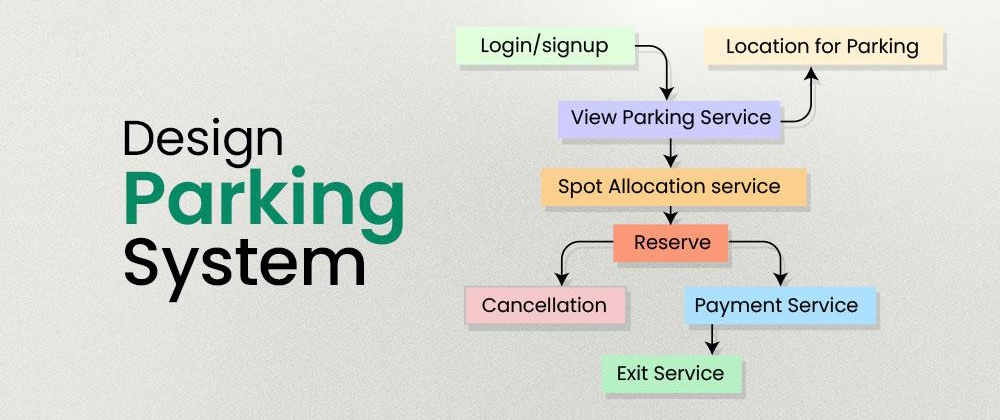 Design
Parking
System
Login/signup
Location for Parking
View Parking Service
Spot Allocation service
Reserve
Cancellation
Payment Service
Exit Service